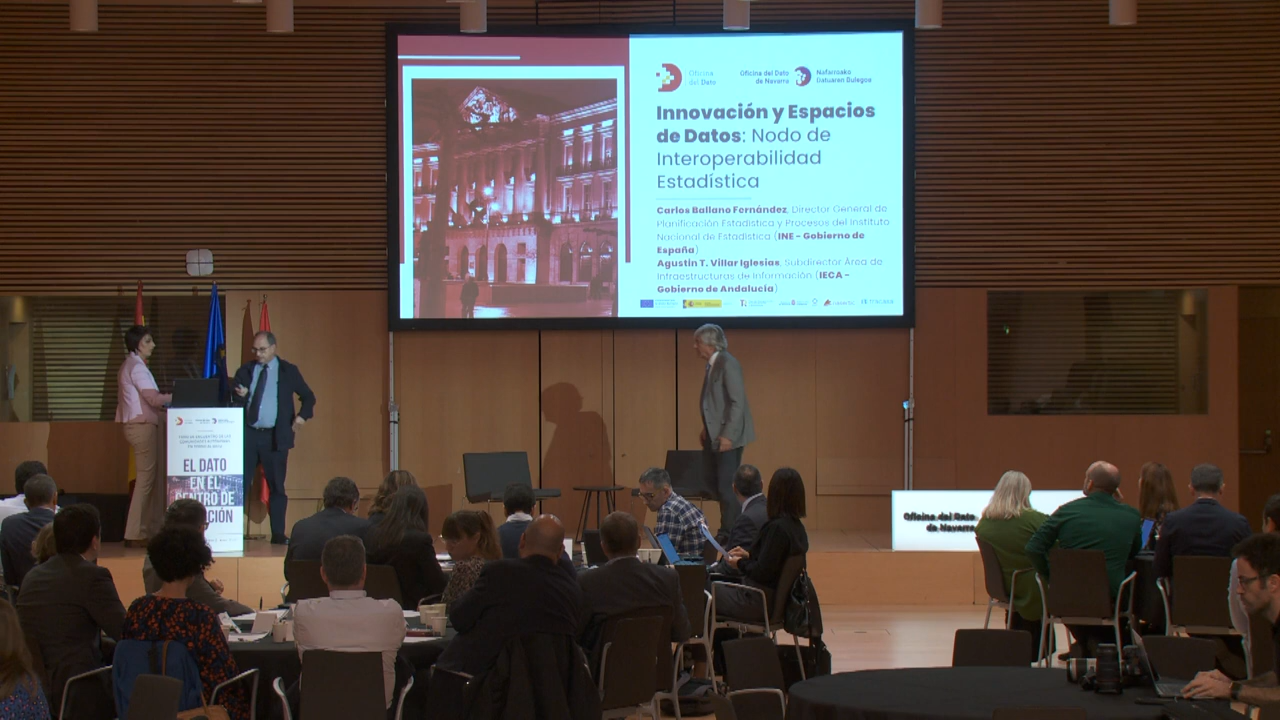 Oficina
del Dato
Oficina del Dato
de Navarra
Nafarroako
Datuaren Bulegoa
Innovación y Espacios
de Datos: Nodo de
Interoperabilidad
Estadística
Carlos Ballano Fernández, Director General de
Planificación Estadística y Procesos del Instituto
Nacional de Estadística (INE - Gobierno de
España)
Agustín T. Villar Iglesias, Subdirector Área de
Infraestructuras de Información (IECA -
Gobierno de Andalucía)
EL DATO
EN EL
CENTRO DE
Oficina del Dato
de Navarra